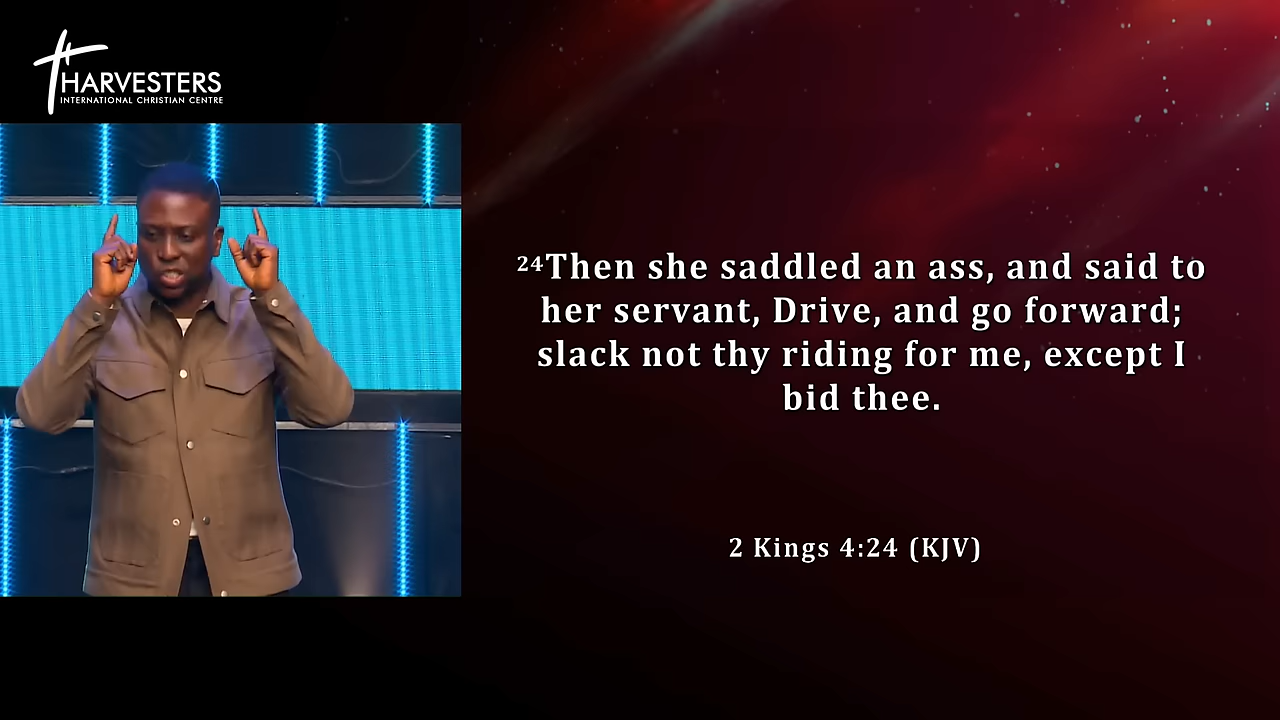 HARVESTERS
INTERNATIONAL CHRISTIAN CENTRE
²⁴Then she saddled an ass, and said to
her servant, Drive, and go forward;
slack not thy riding for me, except I
bid thee.
2 Kings 4:24 (KJV)